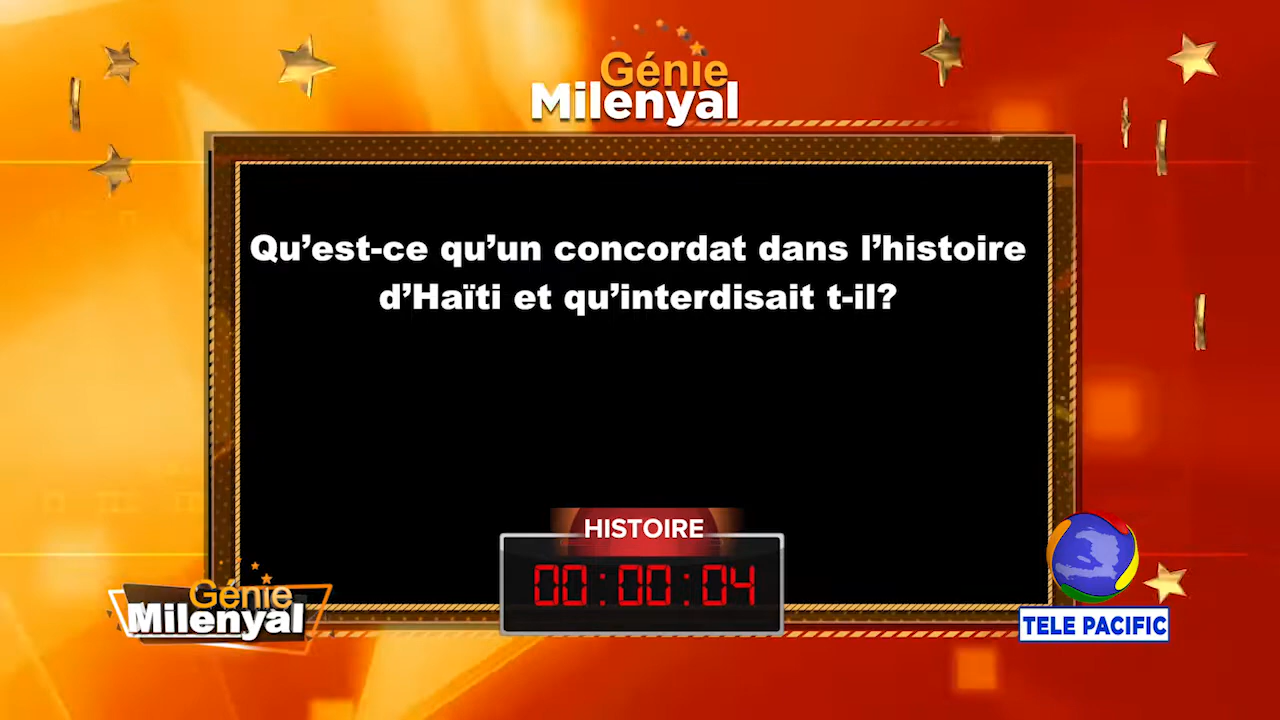 Génie
Milenyal
Qu’est-ce qu’un concordat dans l’histoire
d’Haïti et qu’interdisait t-il?
HISTOIRE
00:00:04
Génie
Milenyal
TELE PACIFIC